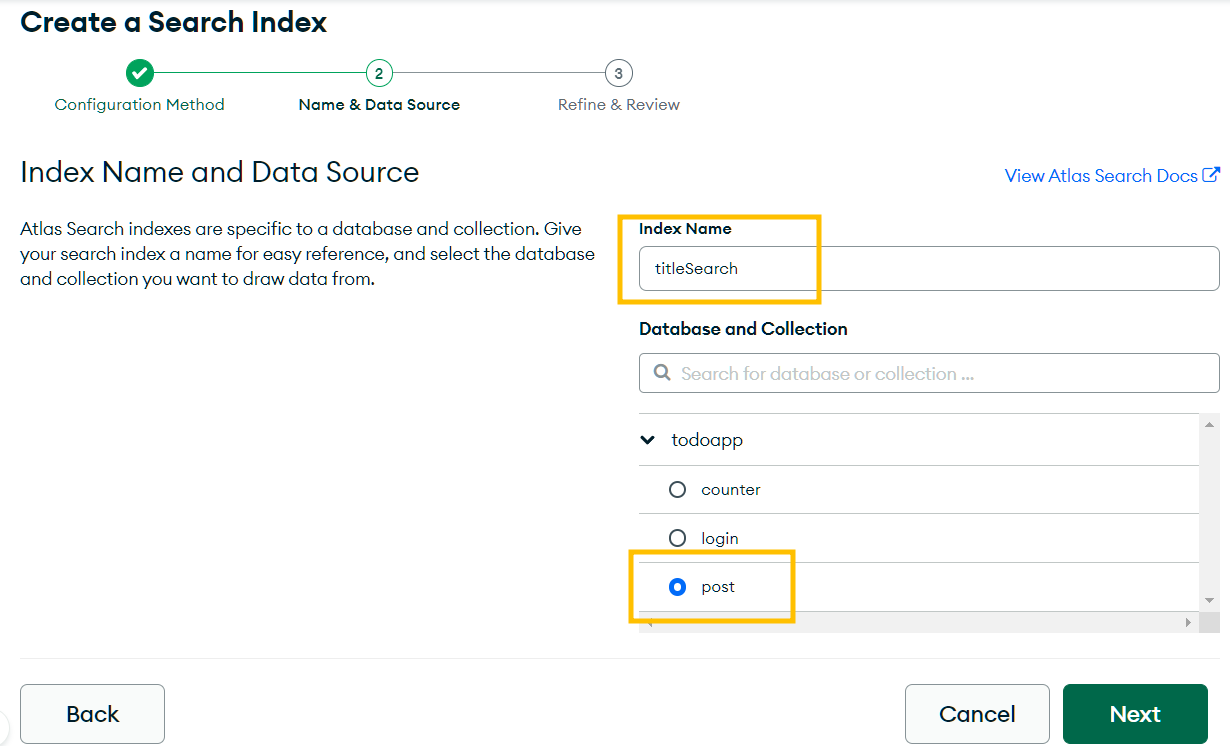 Create a Search Index
2
3
Configuration Method
Name & Data Source
Refine & Review
Index Name and Data Source
View Atlas Search Docs
Atlas Search indexes are specific to a database and collection. Give
your search index a name for easy reference, and select the database
and collection you want to draw data from.
Index Name
titleSearch
Database and Collection
Search for database or collection ...
todoapp
counter
login
post
Back
Cancel
Next